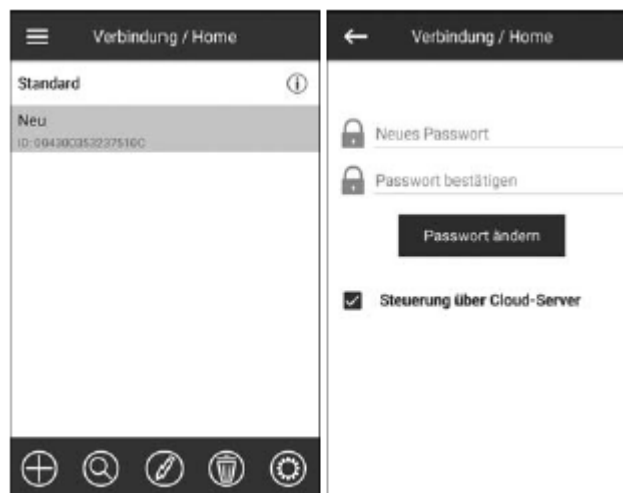 Verbindung / Home
Standard
Neu
Verbindung / Home
Neues Passwort
Passwort bestätigen
Passwort ändern
Steuerung über Cloud-Server